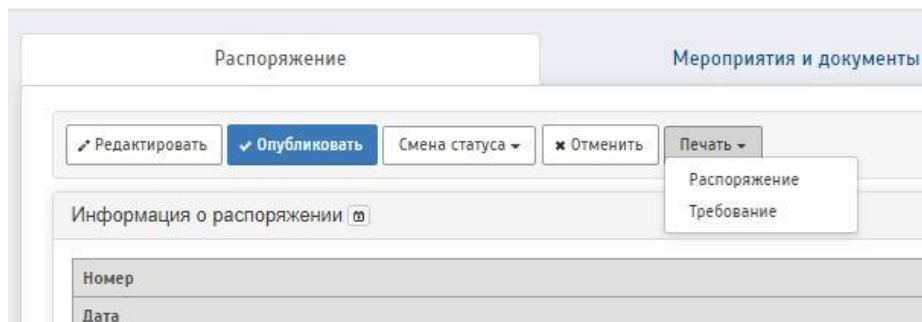 Распоряжение Мероприятия и документы
Редактировать Опубликовать Смена статуса Отменить Печать
Распоряжение
Требование
Информация о распоряжении
Номер
Дата